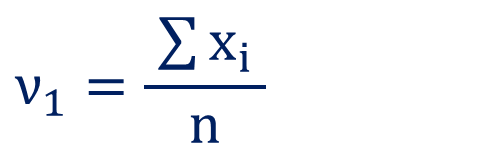 ν₁ = ∑ xᵢ / n